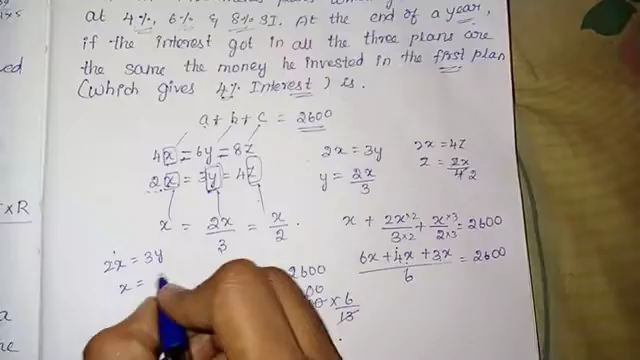 at 4%, 6% & 8% SI. At the end of a year,
if the interest got in all the three plans are
the same the money he invested in the first plan
(which gives 4% Interest) is.
a + b + c = 2600
4x = 6y = 8z
2x = 3y = 4z
x = 2x/3 = x/2
2x = 3y
y = 2x/3
2x = 4z
z = 2x/4 2
x + 2x×2/3×2 + x×3/2×3 = 2600
6x + 4x + 3x/6 = 2600
2x = 3y
x =
2600
× 6/13
× R